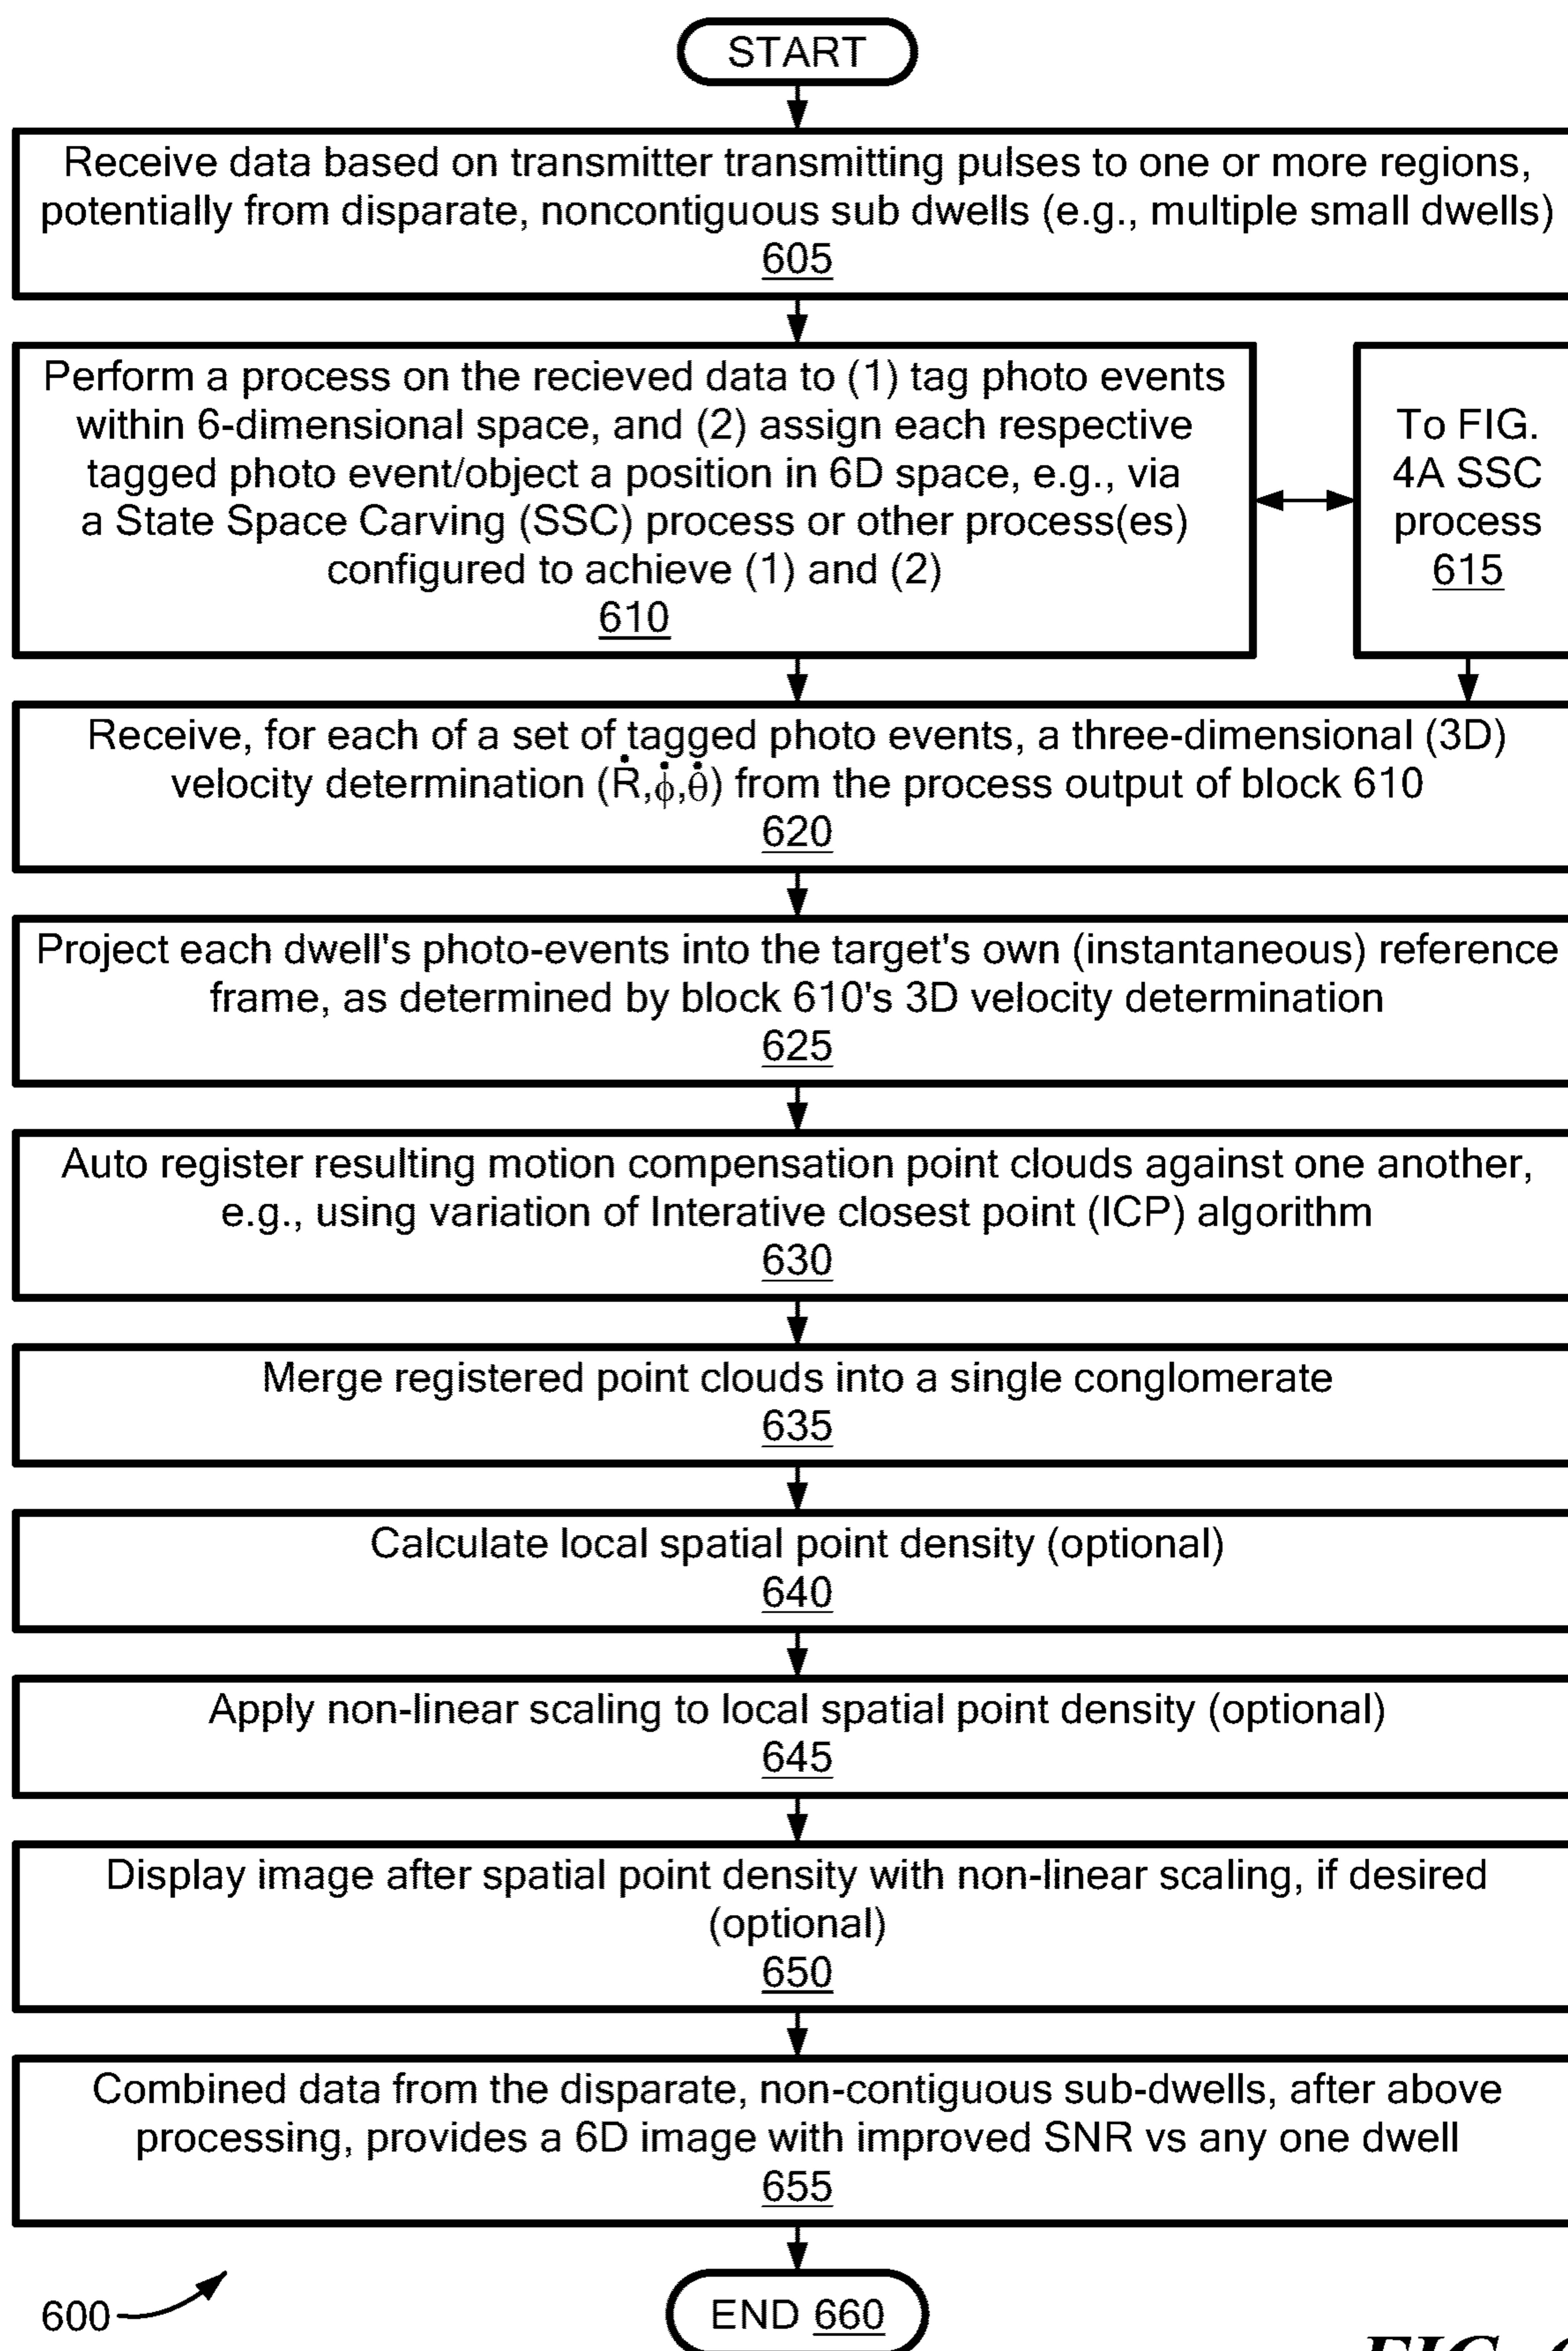 START
Receive data based on transmitter transmitting pulses to one or more regions,
potentially from disparate, noncontiguous sub dwells (e.g., multiple small dwells)
605
Perform a process on the recieved data to (1) tag photo events
within 6-dimensional space, and (2) assign each respective
tagged photo event/object a position in 6D space, e.g., via
a State Space Carving (SSC) process or other process(es)
configured to achieve (1) and (2)
610
To FIG.
4A SSC
process
615
Receive, for each of a set of tagged photo events, a three-dimensional (3D)
velocity determination (Ṙ,ϕ̇,θ̇) from the process output of block 610
620
Project each dwell's photo-events into the target's own (instantaneous) reference
frame, as determined by block 610's 3D velocity determination
625
Auto register resulting motion compensation point clouds against one another,
e.g., using variation of Interative closest point (ICP) algorithm
630
Merge registered point clouds into a single conglomerate
635
Calculate local spatial point density (optional)
640
Apply non-linear scaling to local spatial point density (optional)
645
Display image after spatial point density with non-linear scaling, if desired
(optional)
650
Combined data from the disparate, non-contiguous sub-dwells, after above
processing, provides a 6D image with improved SNR vs any one dwell
655
END 660
600
FIG.